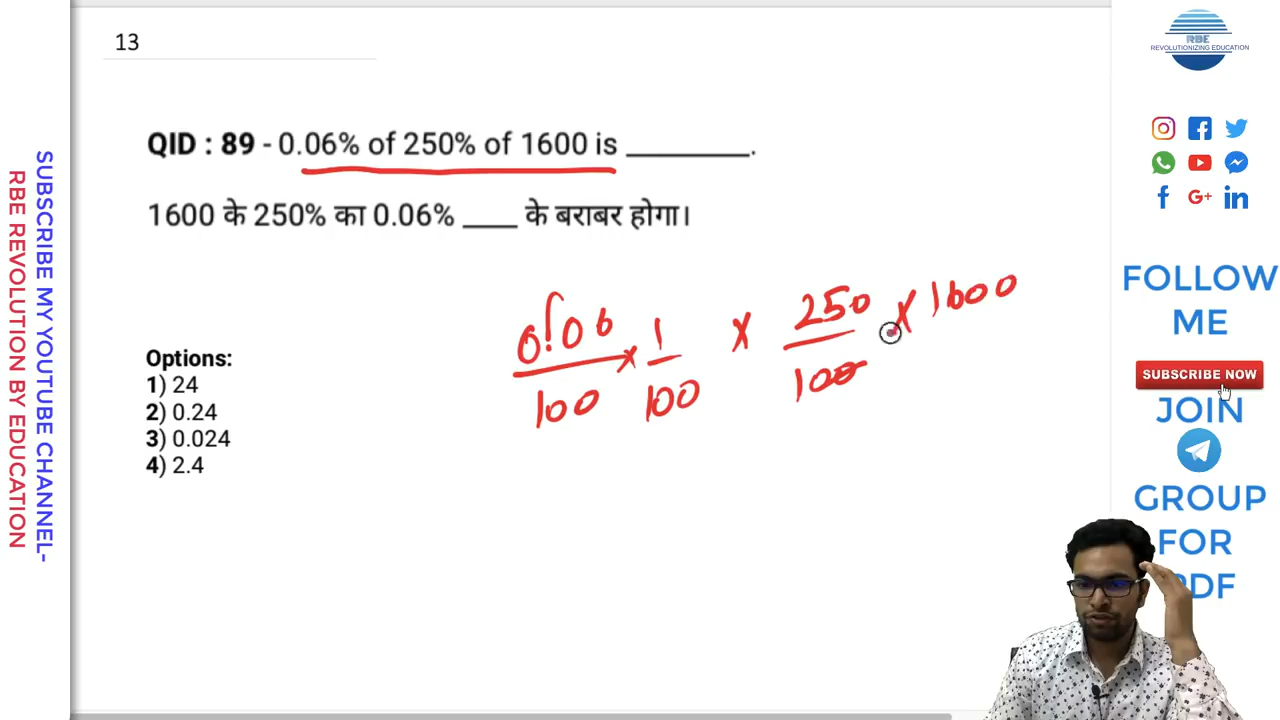 13
QID : 89 - 0.06% of 250% of 1600 is ________.
1600 के 250% का 0.06% ____ के बराबर होगा।
0.06 × 1 × 250 × 1600
100 100 100
Options:
1) 24
2) 0.24
3) 0.024
4) 2.4
SUBSCRIBE MY YOUTUBE CHANNEL-
RBE REVOLUTION BY EDUCATION
RBE
REVOLUTIONIZING EDUCATION
f G+ in
FOLLOW
ME
SUBSCRIBE NOW
JOIN
GROUP
FOR
PDF